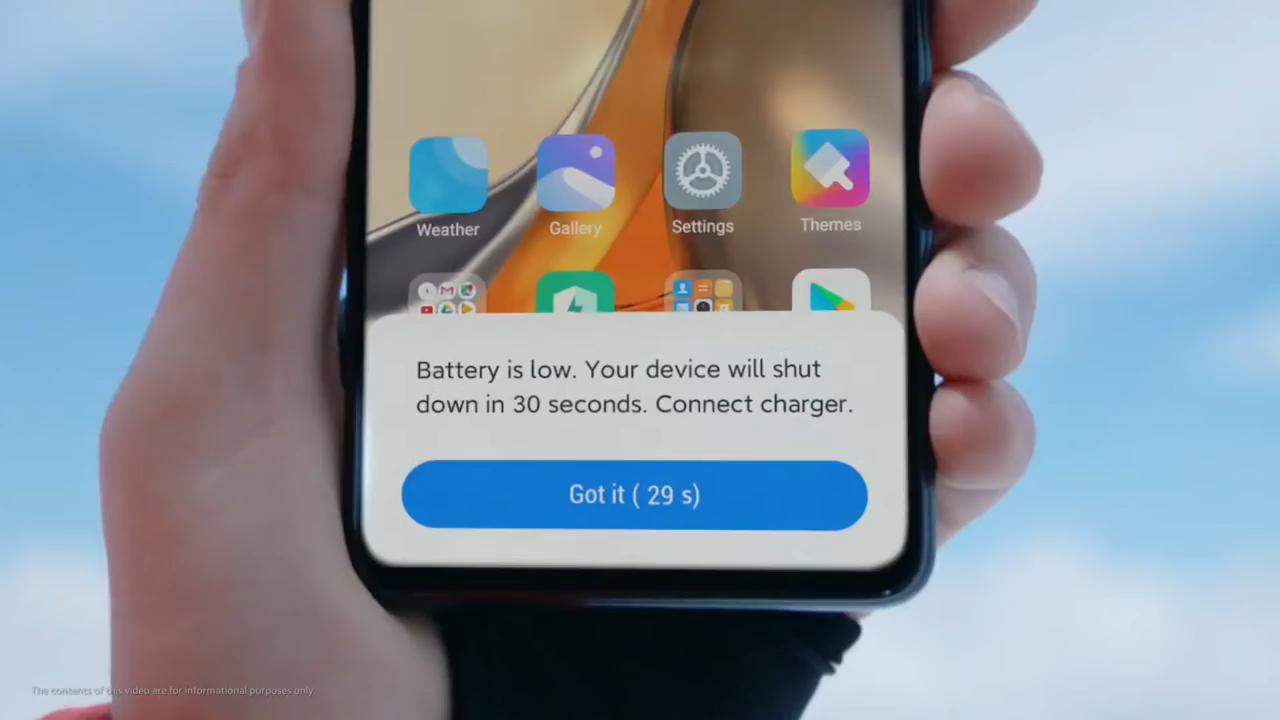 Weather
Gallery
Settings
Themes
Battery is low. Your device will shut
down in 30 seconds. Connect charger.
Got it ( 29 s)
The contents of this video are for informational purposes only